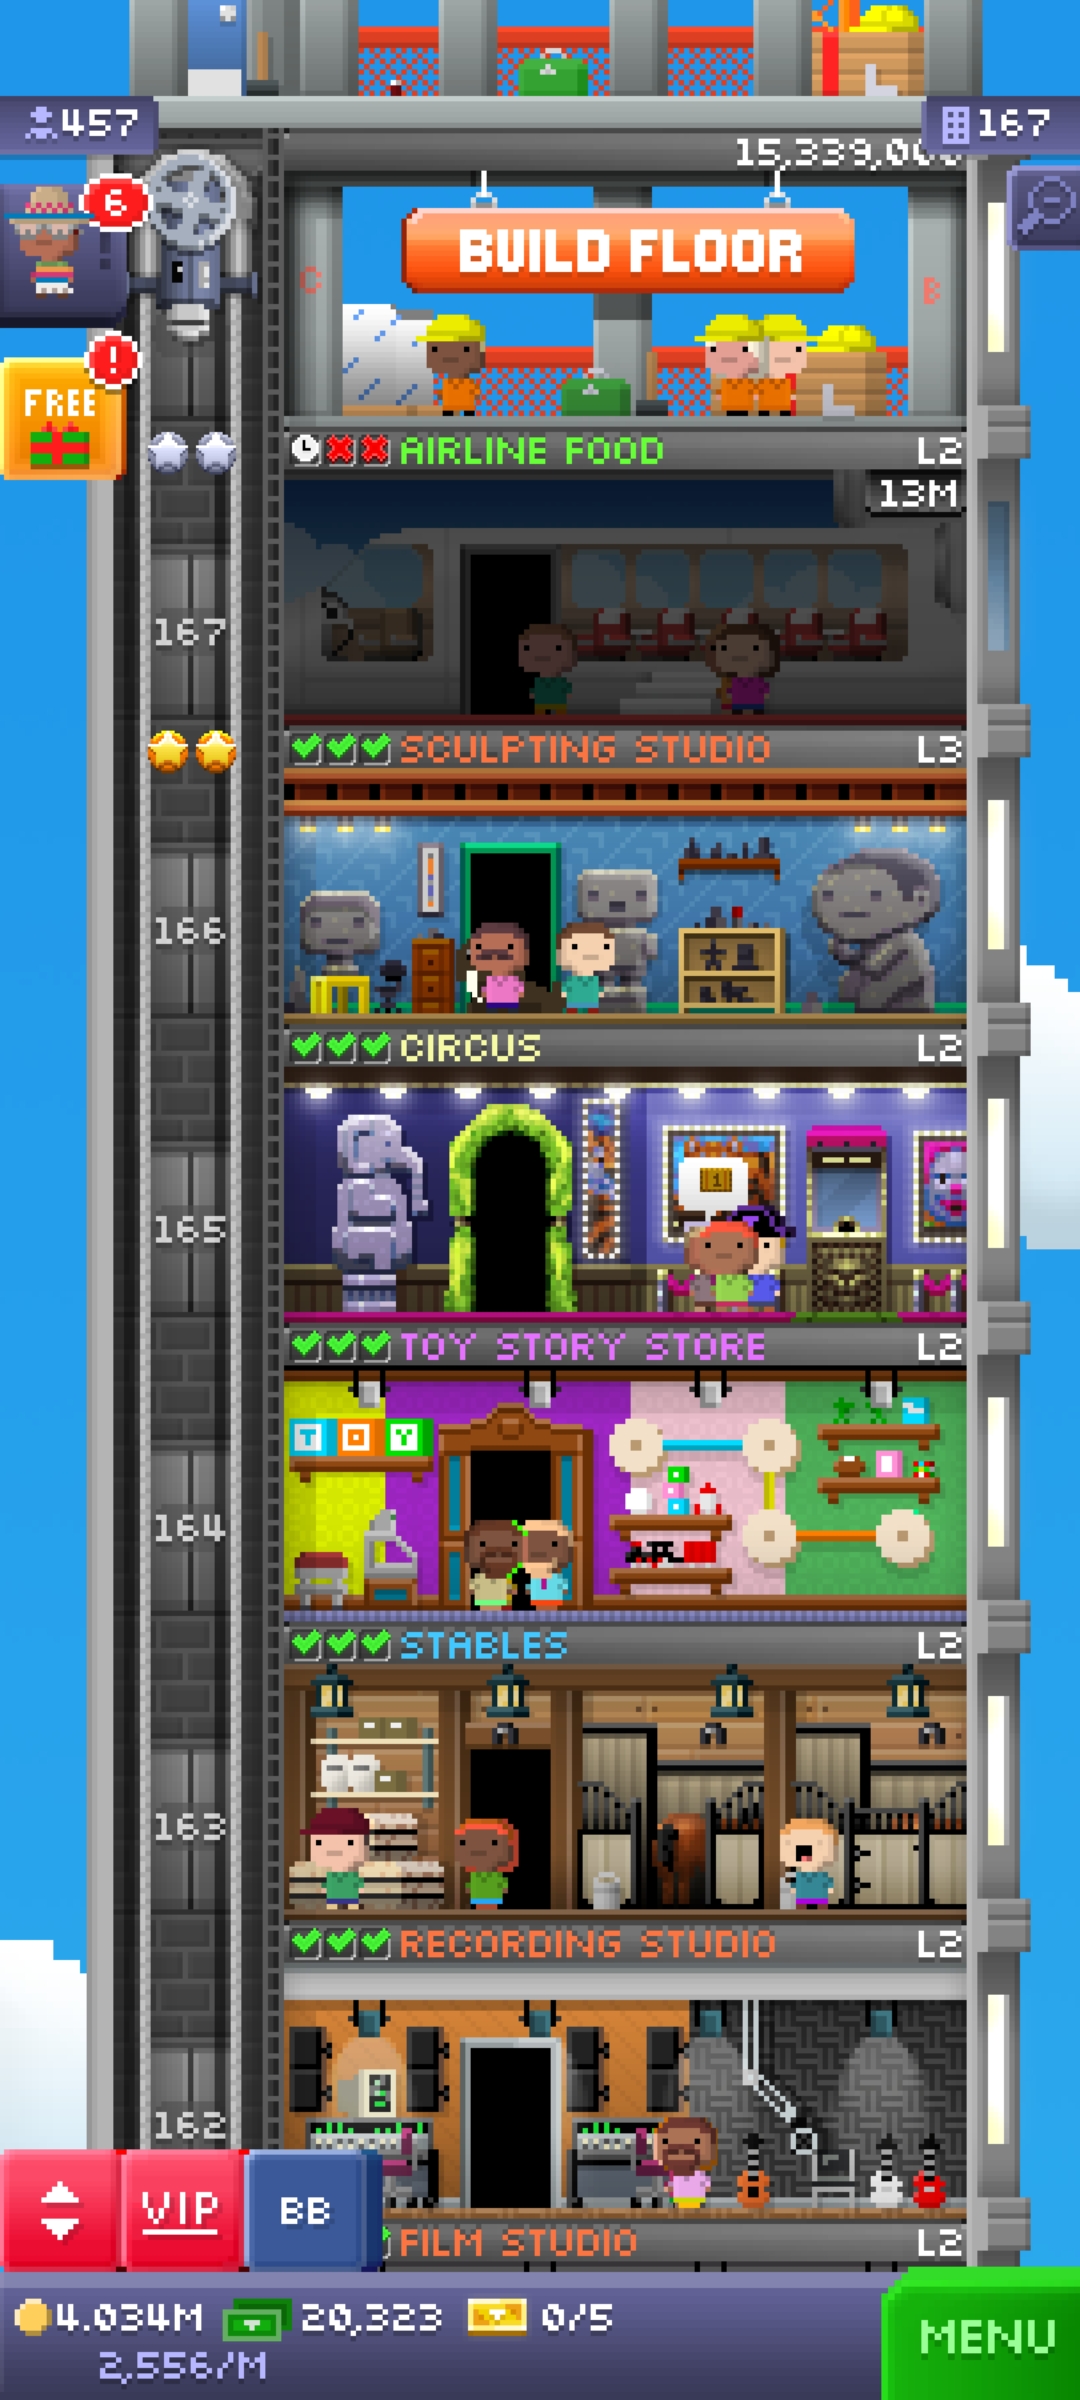 457
167
15,339,00
6
BUILD FLOOR
C
B
!
FREE
AIRLINE FOOD L2
13M
167
SCULPTING STUDIO L3
166
CIRCUS L2
1
165
TOY STORY STORE L2
T O Y
164
STABLES L2
163
RECORDING STUDIO L2
162
VIP
BB
FILM STUDIO L2
4.034M 20,323 0/5
2,556/M
MENU